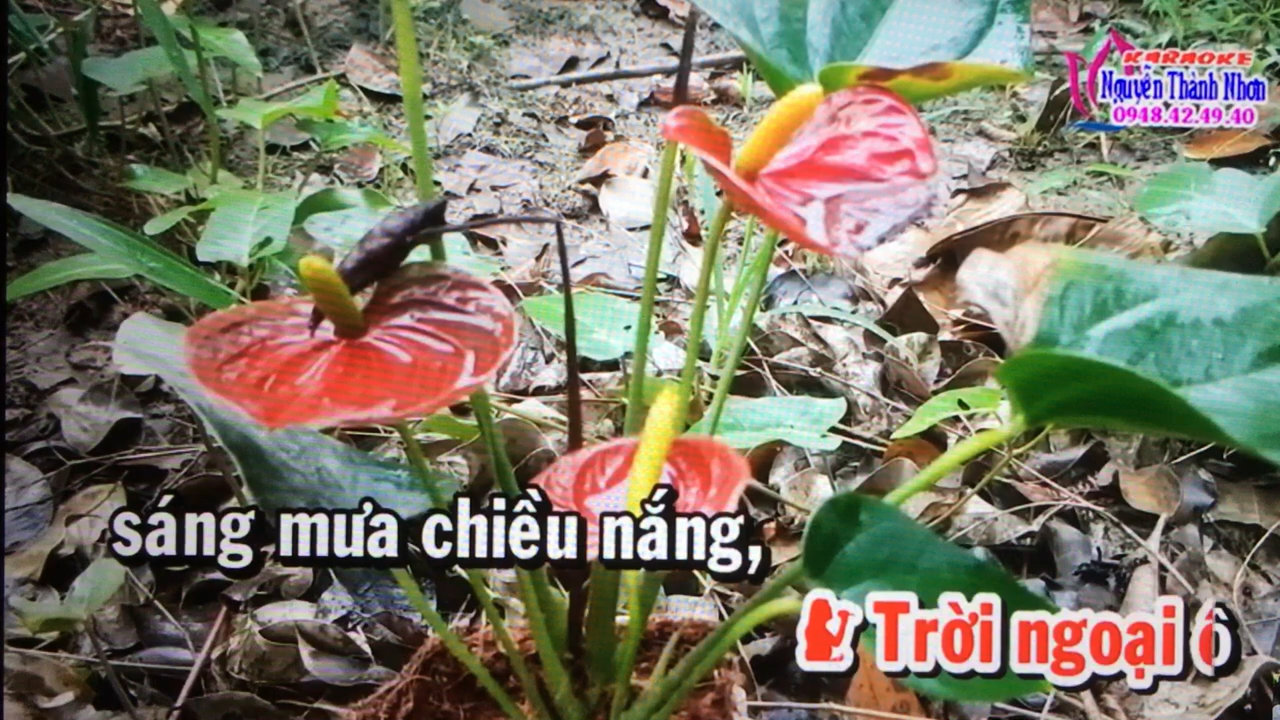 KARAOKE
Nguyễn Thành Nhơn
0948.42.49.40
sáng mưa chiều nắng,
Trời ngoại ô